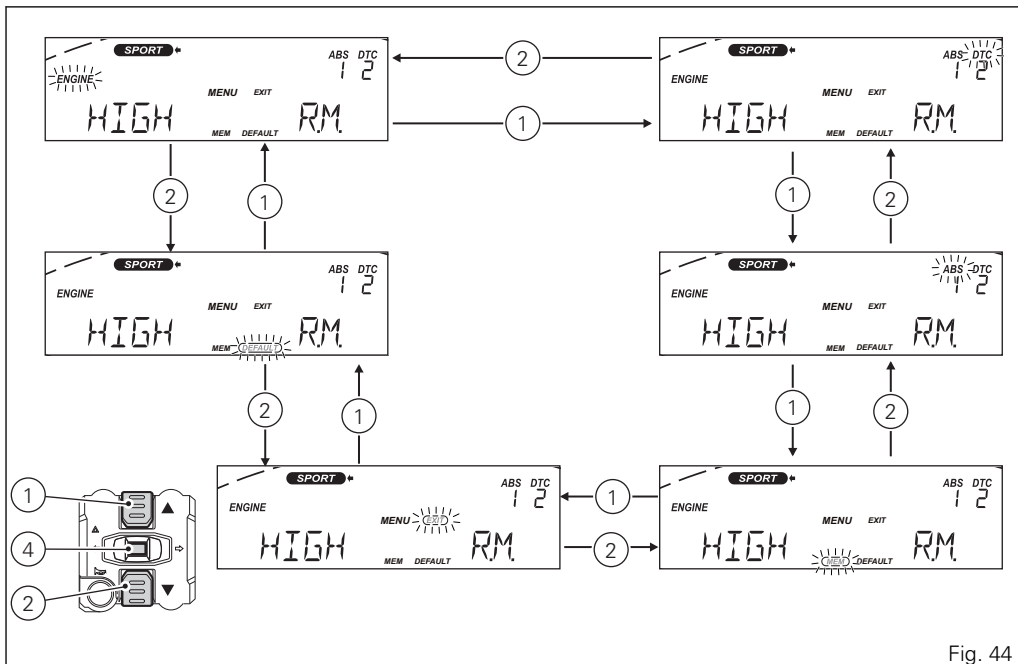 SPORT
ABS DTC
1 2
ENGINE
MENU EXIT
HIGH R.M.
MEM DEFAULT
2
1
SPORT
ABS DTC
1 2
ENGINE
MENU EXIT
HIGH R.M.
MEM DEFAULT
2
1
1
2
SPORT
ABS DTC
1 2
ENGINE
MENU EXIT
HIGH R.M.
MEM DEFAULT
SPORT
ABS DTC
1 2
ENGINE
MENU EXIT
HIGH R.M.
MEM DEFAULT
2
1
1
2
SPORT
ABS DTC
1 2
ENGINE
MENU EXIT
HIGH R.M.
MEM DEFAULT
1
2
SPORT
ABS DTC
1 2
ENGINE
MENU EXIT
HIGH R.M.
MEM DEFAULT
1
4
2
Fig. 44